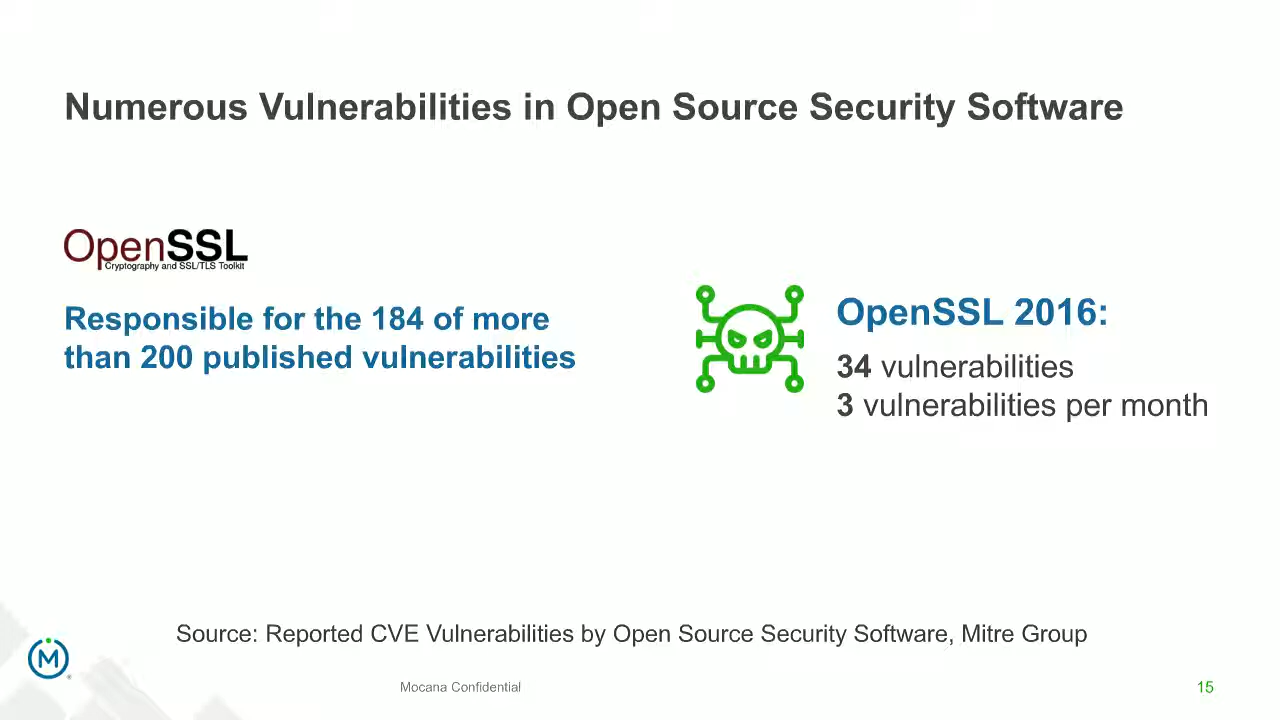 Numerous Vulnerabilities in Open Source Security Software
OpenSSL
Cryptography and SSL/TLS Toolkit
Responsible for the 184 of more
than 200 published vulnerabilities
OpenSSL 2016:
34 vulnerabilities
3 vulnerabilities per month
Source: Reported CVE Vulnerabilities by Open Source Security Software, Mitre Group
M®
Mocana Confidential
15